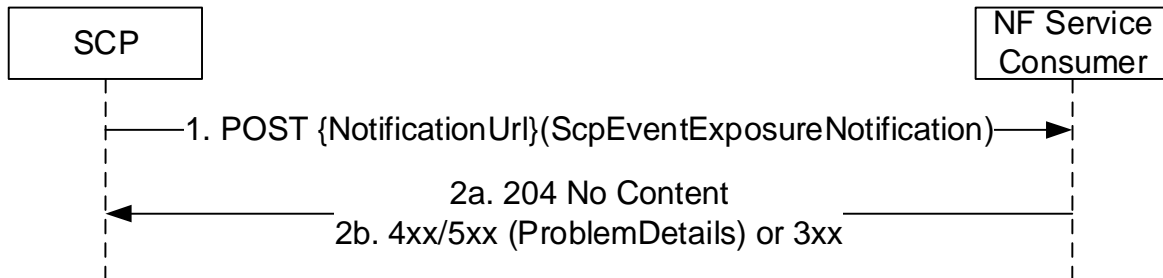 SCP
NF Service
Consumer
1. POST {NotificationUrl}(ScpEventExposureNotification)
2a. 204 No Content
2b. 4xx/5xx (ProblemDetails) or 3xx